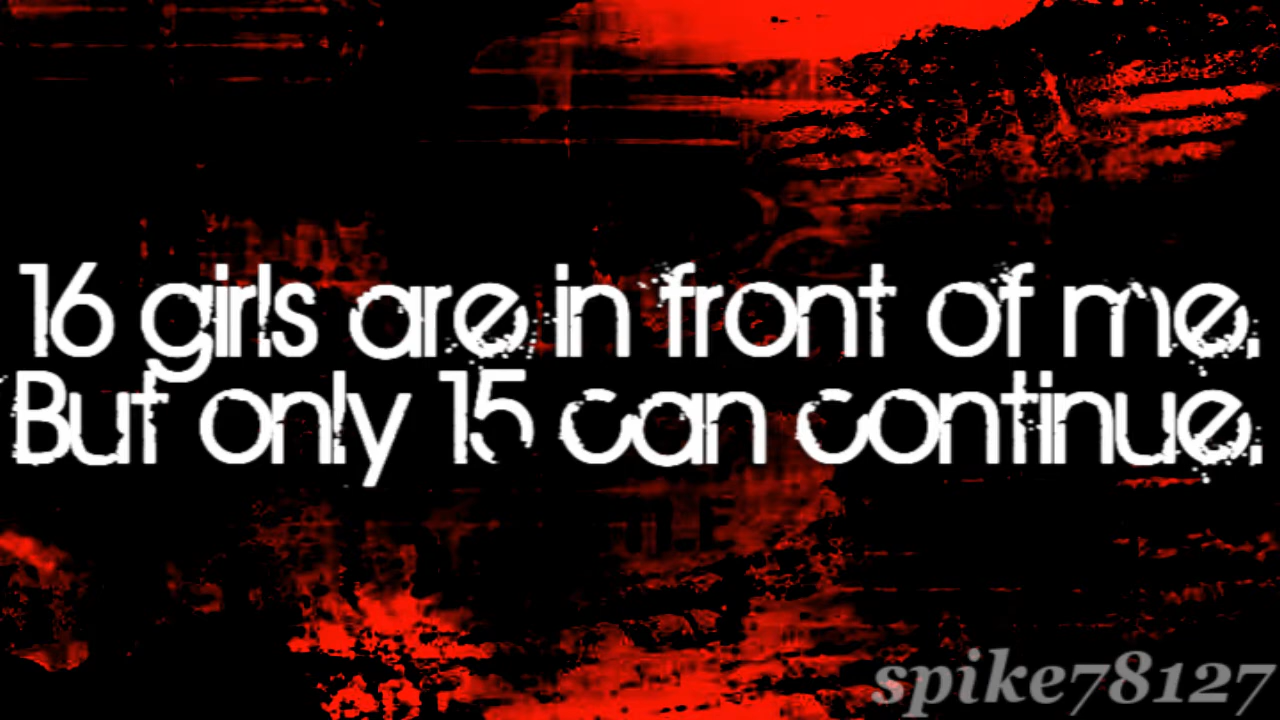 16 girls are in front of me.
But only 15 can continue.
spike78127